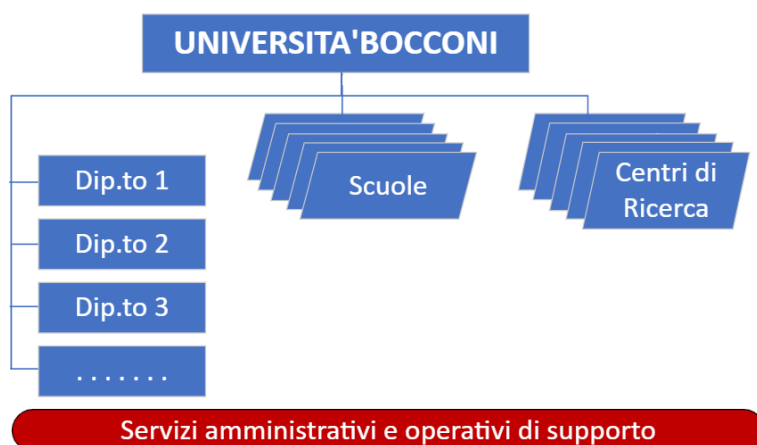 UNIVERSITA'BOCCONI
Dip.to 1
Dip.to 2
Dip.to 3
. . . . . . .
Scuole
Centri di
Ricerca
Servizi amministrativi e operativi di supporto